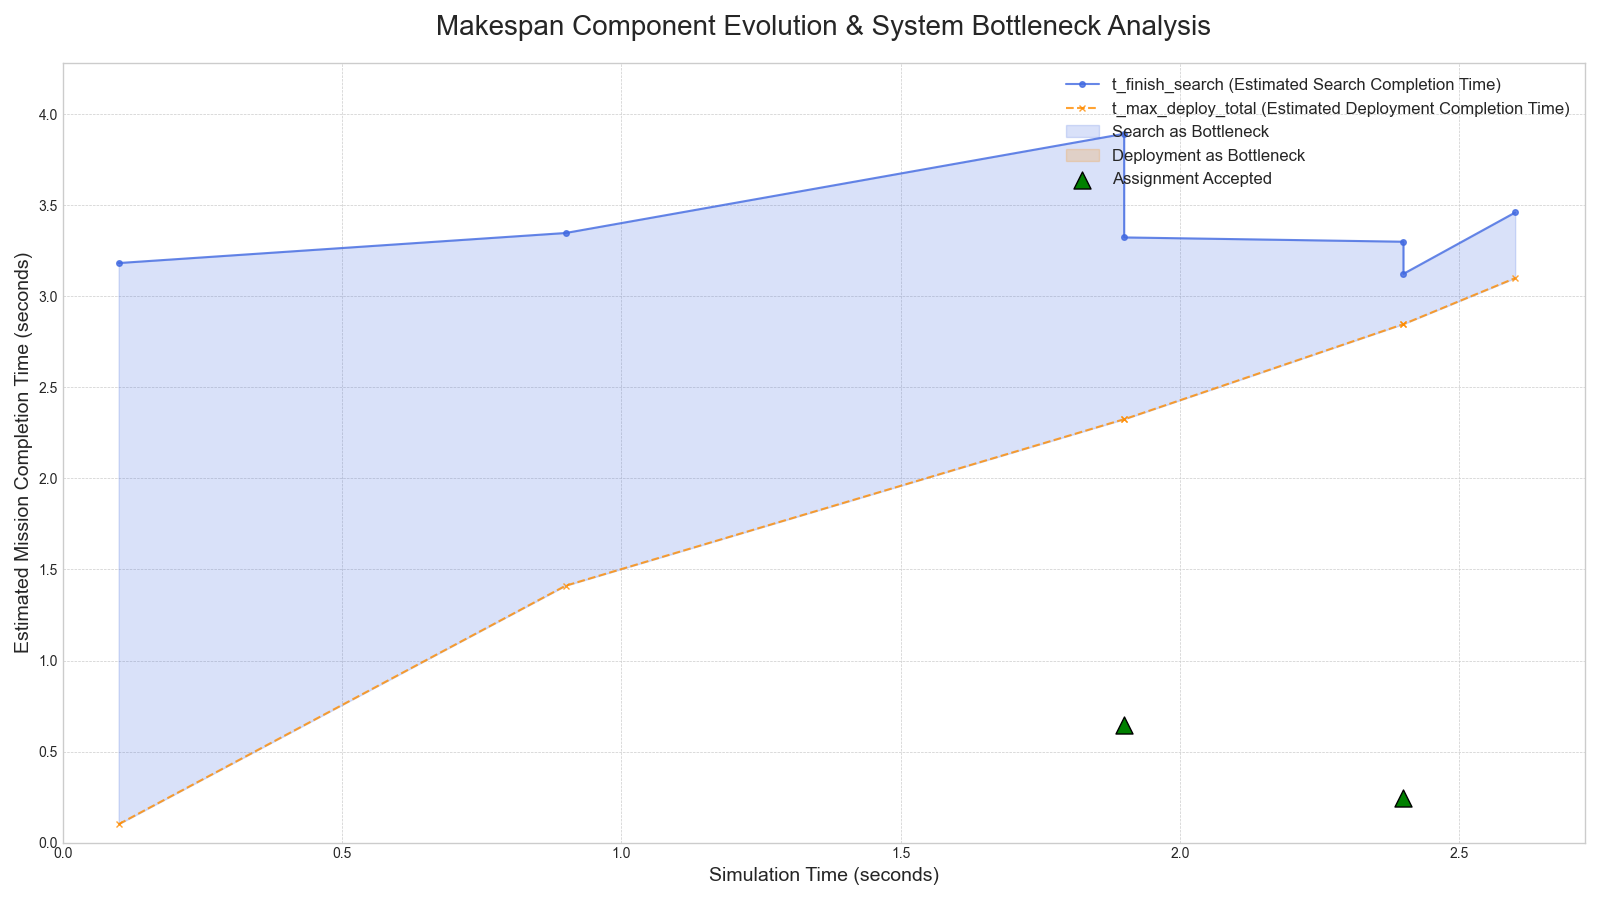 Makespan Component Evolution & System Bottleneck Analysis
t_finish_search (Estimated Search Completion Time)
t_max_deploy_total (Estimated Deployment Completion Time)
Search as Bottleneck
Deployment as Bottleneck
Assignment Accepted
Estimated Mission Completion Time (seconds)
4.0
3.5
3.0
2.5
2.0
1.5
1.0
0.5
0.0
0.0 0.5 1.0 1.5 2.0 2.5
Simulation Time (seconds)